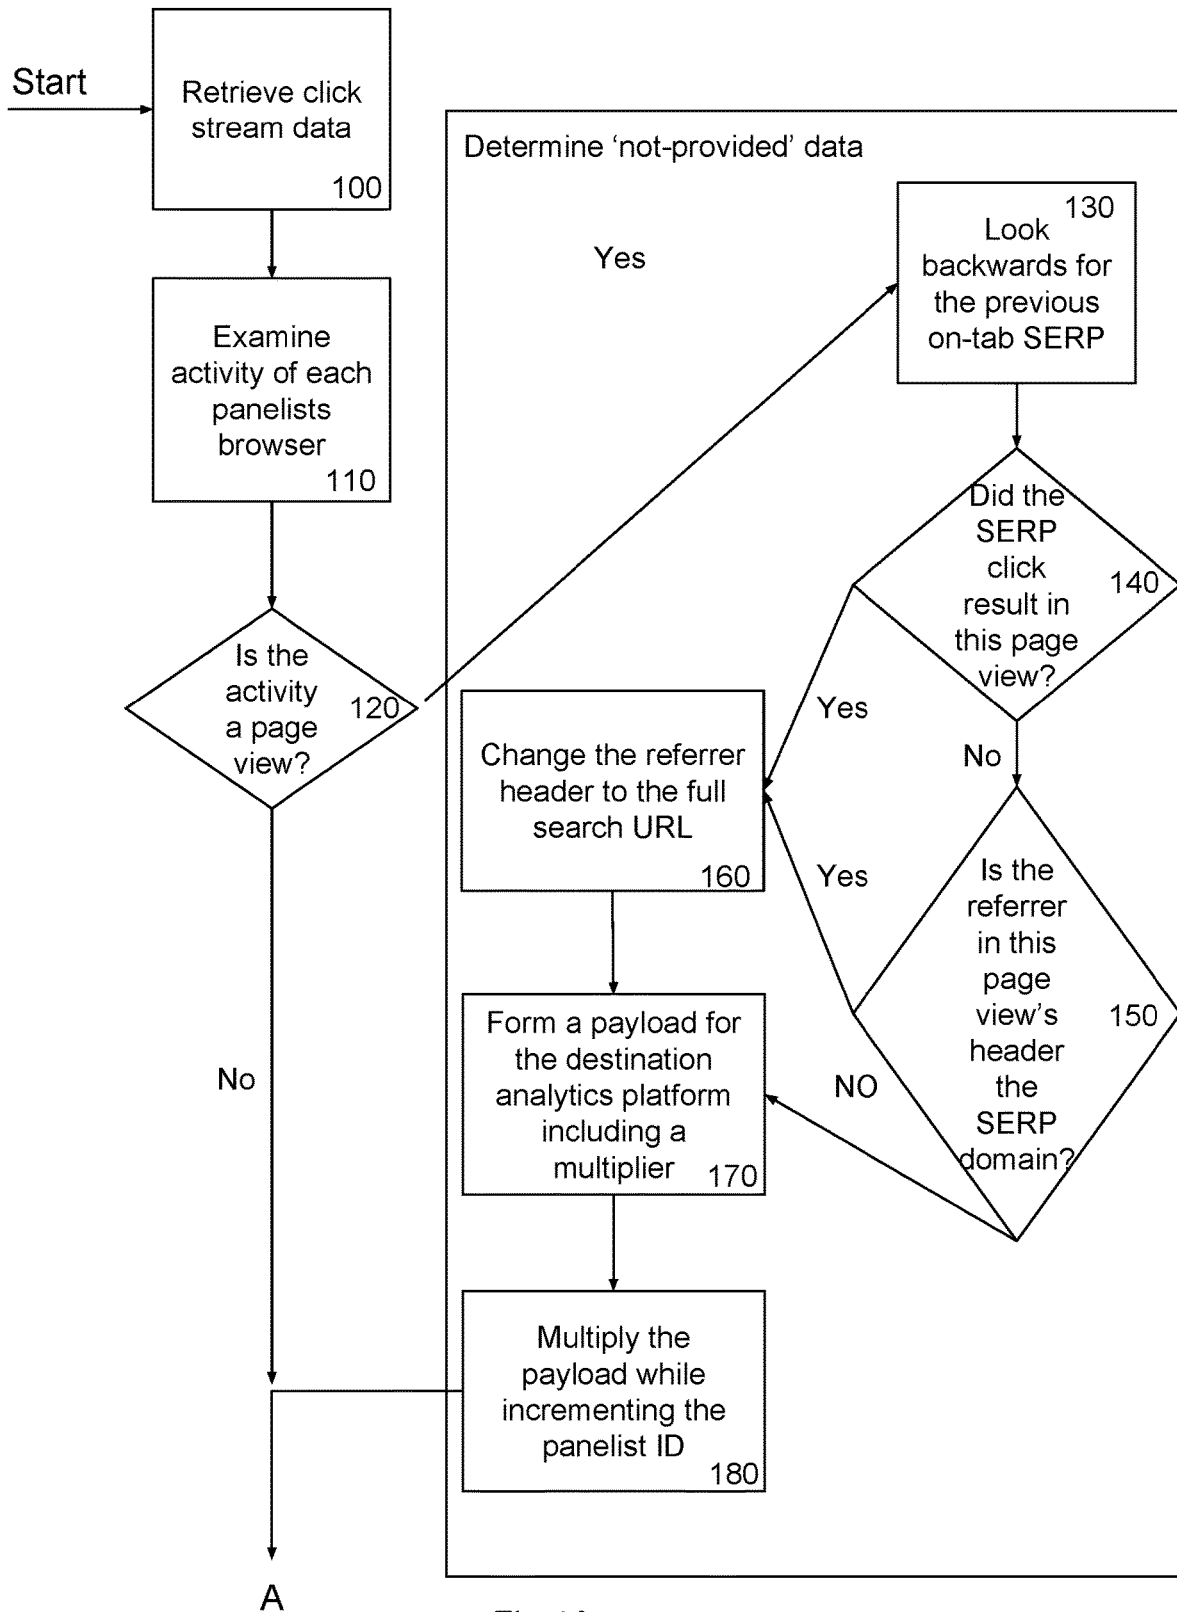 Start
Retrieve click
stream data
100
Examine
activity of each
panelists
browser
110
Is the
activity
a page
view?
120
No
A
Determine ‘not-provided’ data
Yes
130
Look
backwards for
the previous
on-tab SERP
Did the
SERP
click
result in
this page
view?
140
Yes
No
Is the
referrer
in this
page
view’s
header
the
SERP
domain?
150
Yes
NO
Change the referrer
header to the full
search URL
160
Form a payload for
the destination
analytics platform
including a
multiplier
170
Multiply the
payload while
incrementing the
panelist ID
180